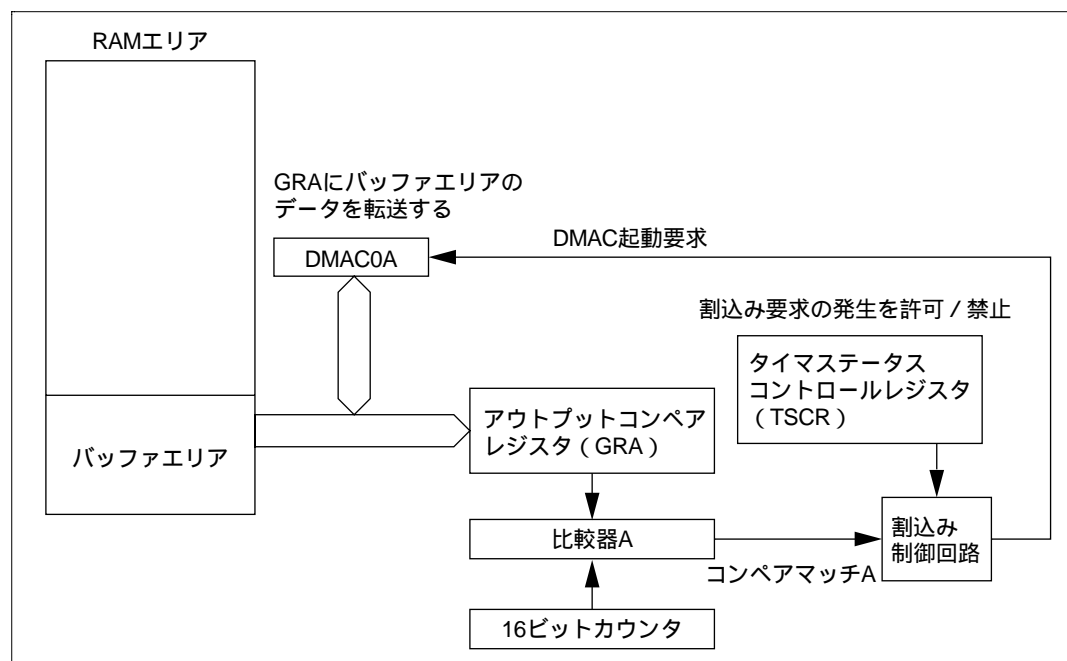 RAMエリア
GRAにバッファエリアの
データを転送する
DMAC起動要求
DMAC0A
割込み要求の発生を許可 / 禁止
タイマステータス
コントロールレジスタ
( TSCR )
アウトプットコンペア
レジスタ ( GRA )
バッファエリア
比較器A
割込み
制御回路
コンペアマッチA
16ビットカウンタ